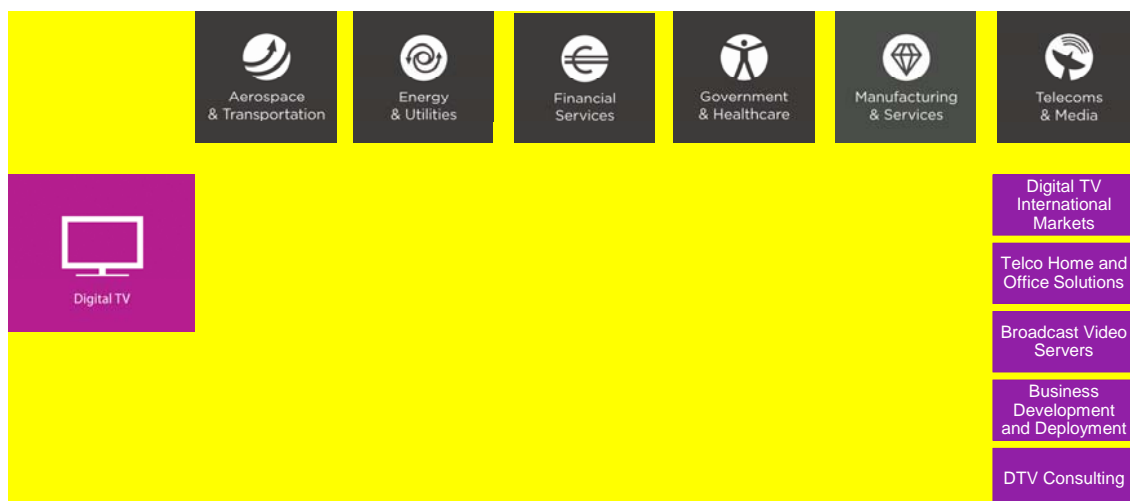 Aerospace
& Transportation
Energy
& Utilities
Financial
Services
Government
& Healthcare
Manufacturing
& Services
Telecoms
& Media
Digital TV
Digital TV
International
Markets
Telco Home and
Office Solutions
Broadcast Video
Servers
Business
Development
and Deployment
DTV Consulting